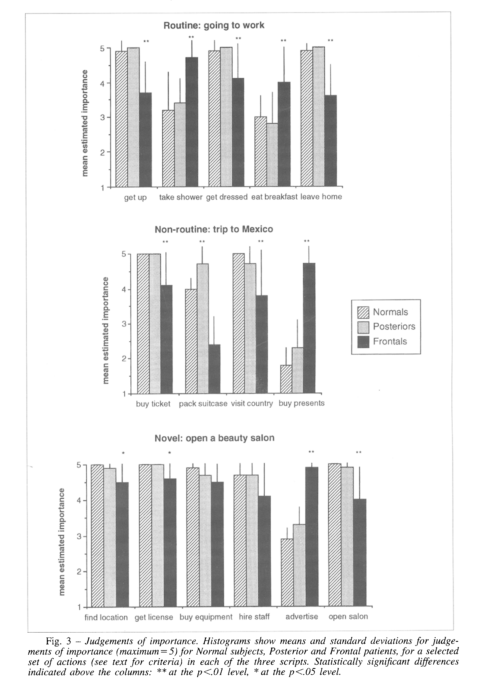 Routine: going to work
** ** ** ** **
5
4
3
2
1
mean estimated importance
get up take shower get dressed eat breakfast leave home
Non-routine: trip to Mexico
** ** ** **
5
4
3
2
1
mean estimated importance
buy ticket pack suitcase visit country buy presents
Normals
Posteriors
Frontals
Novel: open a beauty salon
* * ** **
5
4
3
2
1
mean estimated importance
find location get license buy equipment hire staff advertise open salon
Fig. 3 – Judgements of importance. Histograms show means and standard deviations for judge-
ments of importance (maximum = 5) for Normal subjects, Posterior and Frontal patients, for a selected
set of actions (see text for criteria) in each of the three scripts. Statistically significant differences
indicated above the columns: ** at the p<.01 level, * at the p<.05 level.